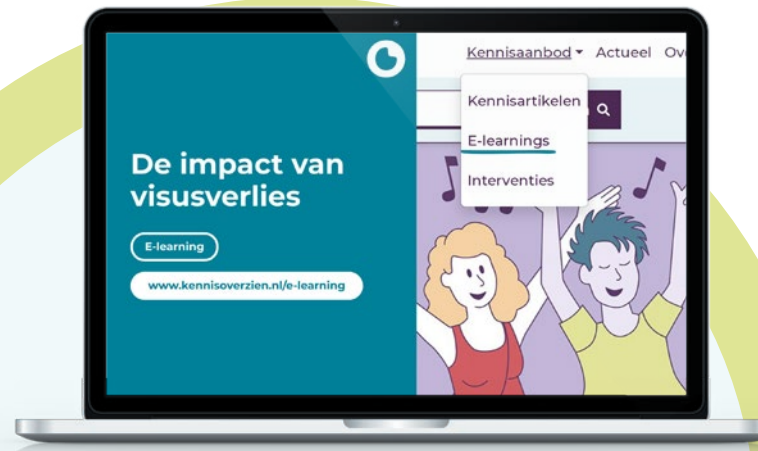 Kennisaanbod Actueel
Kennisartikelen
E-learnings
Interventies
De impact van
visusverlies
E-learning
www.kennisoverzien.nl/e-learning